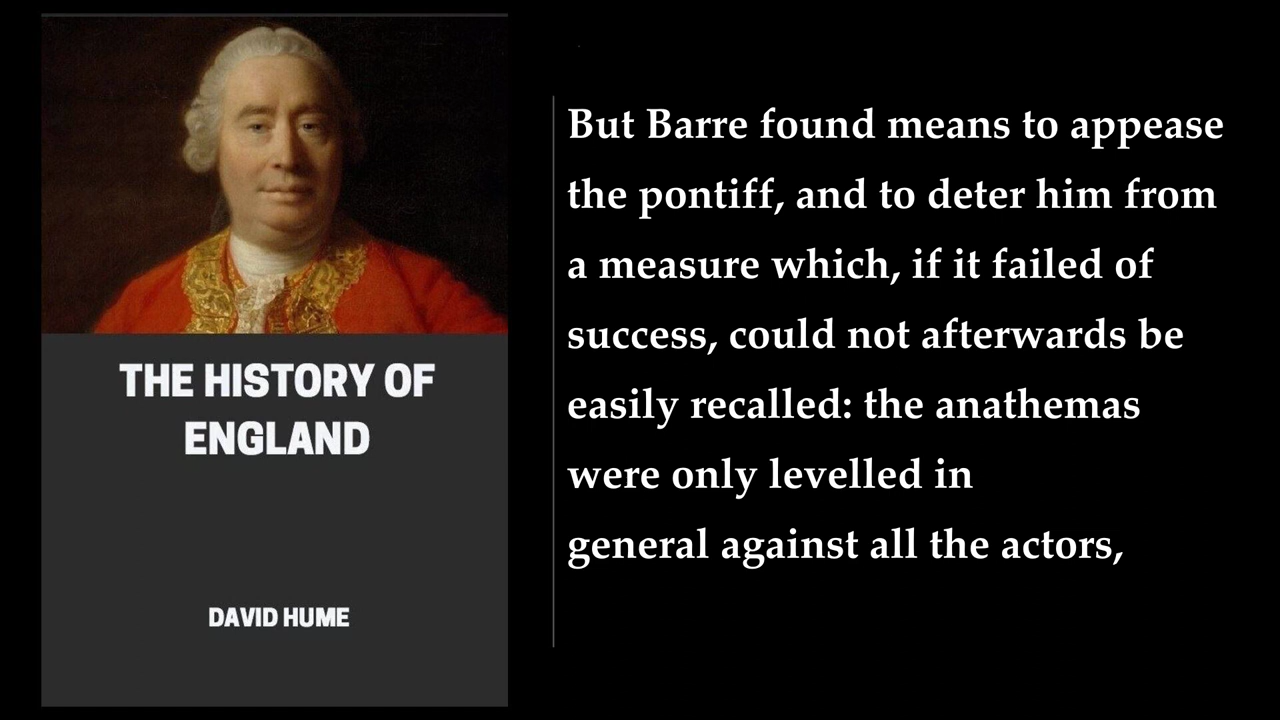 THE HISTORY OF
ENGLAND
DAVID HUME
But Barre found means to appease
the pontiff, and to deter him from
a measure which, if it failed of
success, could not afterwards be
easily recalled: the anathemas
were only levelled in
general against all the actors,